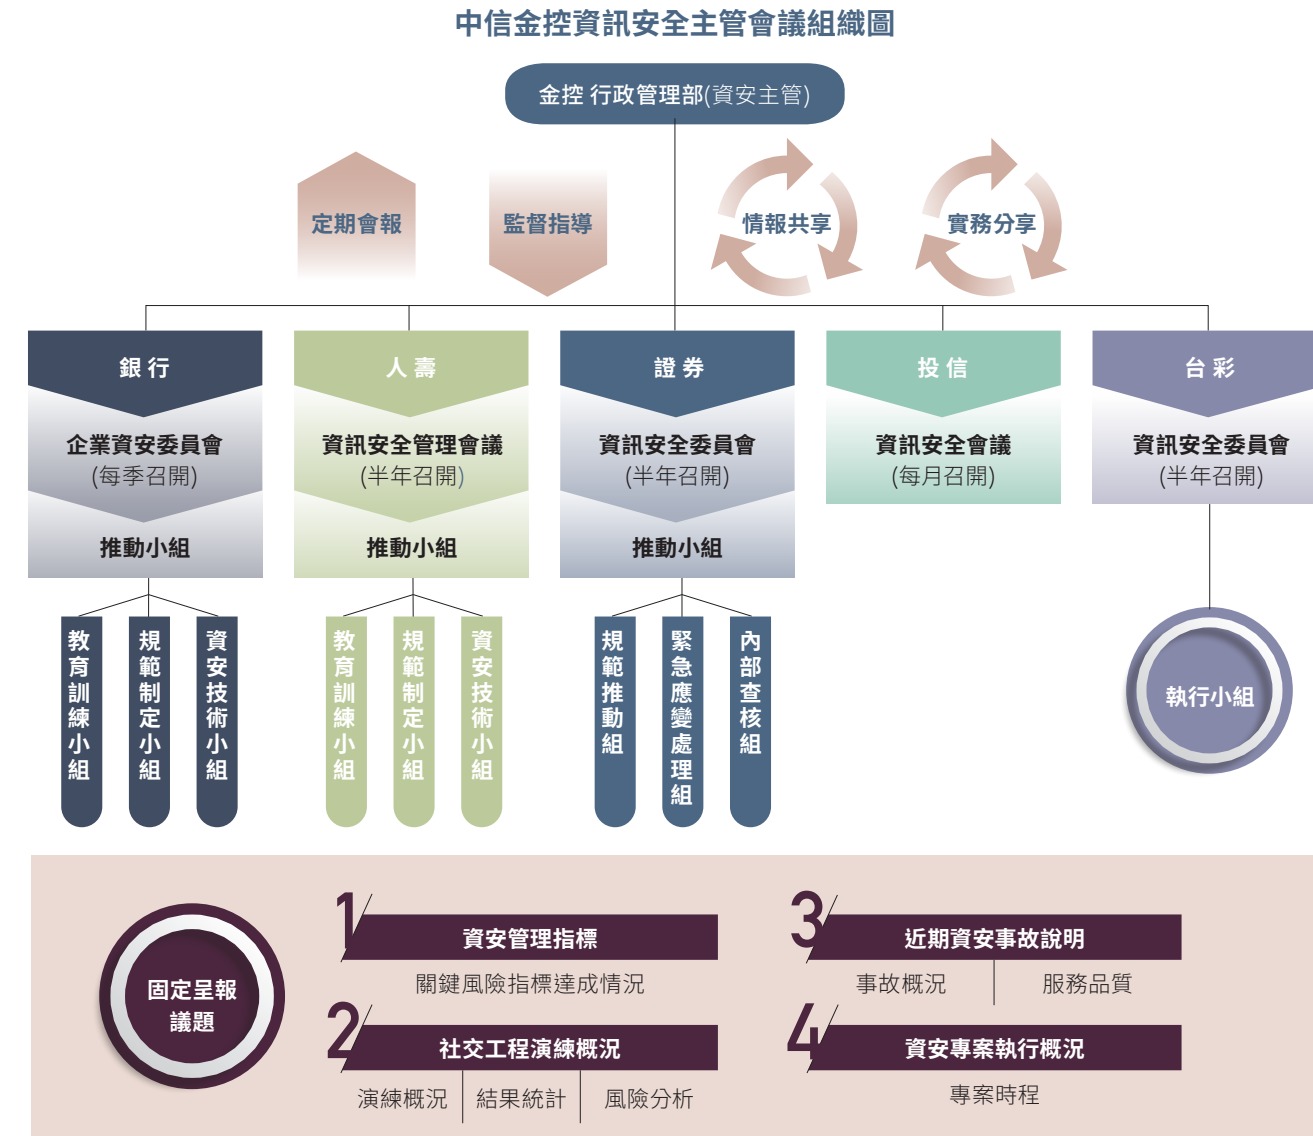 中信金控資訊安全主管會議組織圖
金控 行政管理部(資安主管)
定期會報
監督指導
情報共享
實務分享
銀行
人壽
證券
投信
台彩
企業資安委員會
(每季召開)
資訊安全管理會議
(半年召開)
資訊安全委員會
(半年召開)
資訊安全會議
(每月召開)
資訊安全委員會
(半年召開)
推動小組
推動小組
推動小組
教育訓練小組
規範制定小組
資安技術小組
教育訓練小組
規範制定小組
資安技術小組
規範推動組
緊急應變處理組
內部查核組
執行小組
固定呈報
議題
1
資安管理指標
關鍵風險指標達成情況
2
社交工程演練概況
演練概況
結果統計
風險分析
3
近期資安事故說明
事故概況
服務品質
4
資安專案執行概況
專案時程